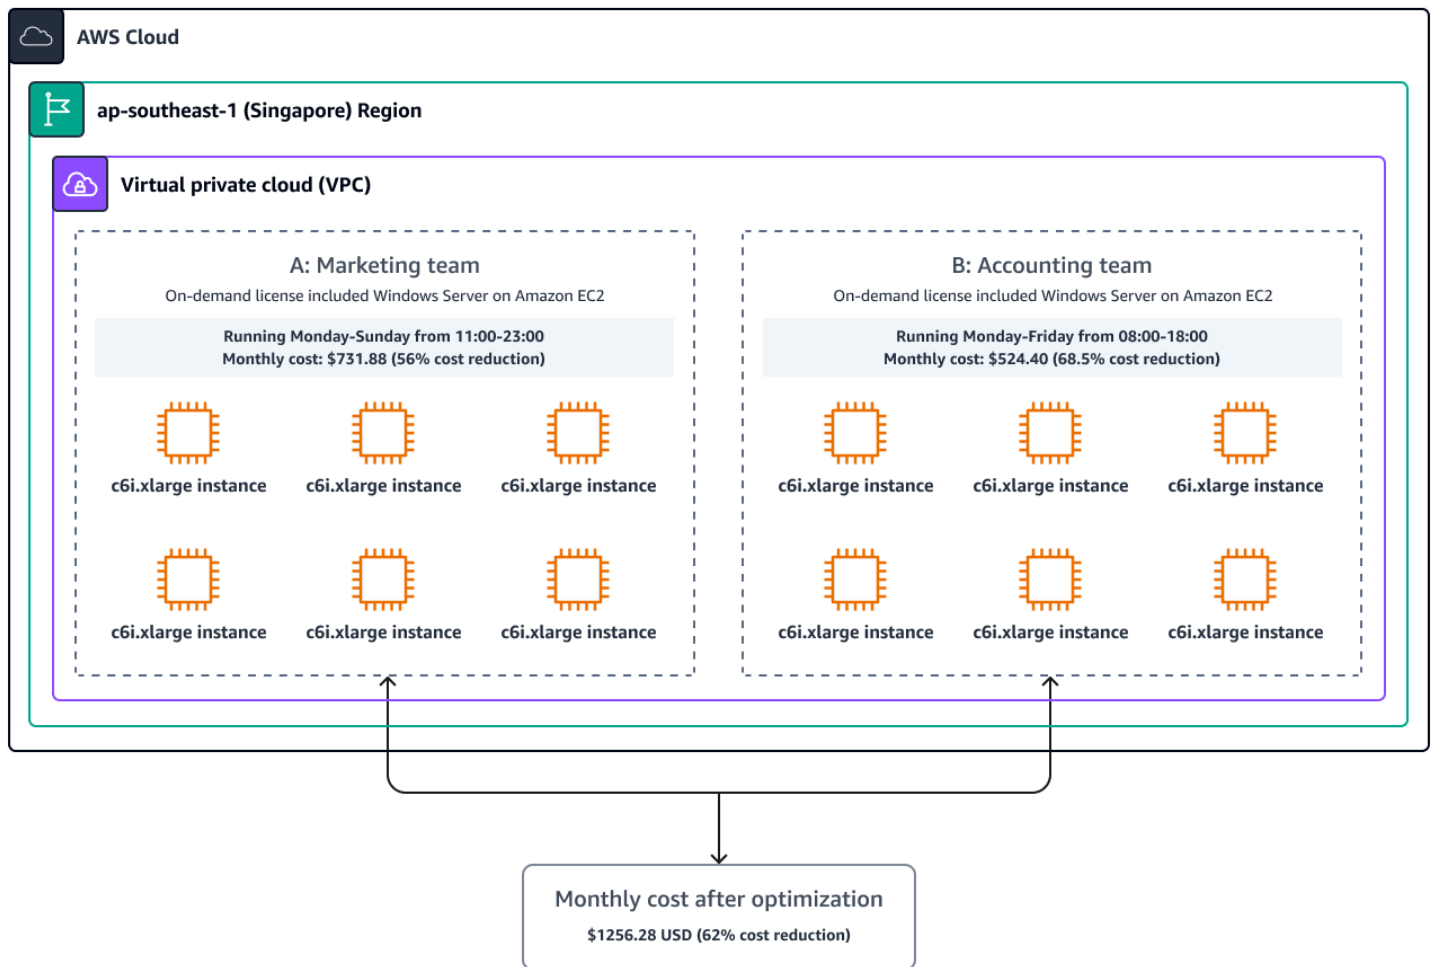 AWS Cloud
ap-southeast-1 (Singapore) Region
Virtual private cloud (VPC)
A: Marketing team
On-demand license included Windows Server on Amazon EC2
Running Monday-Sunday from 11:00-23:00
Monthly cost: $731.88 (56% cost reduction)
c6i.xlarge instance
c6i.xlarge instance
c6i.xlarge instance
c6i.xlarge instance
c6i.xlarge instance
c6i.xlarge instance
B: Accounting team
On-demand license included Windows Server on Amazon EC2
Running Monday-Friday from 08:00-18:00
Monthly cost: $524.40 (68.5% cost reduction)
c6i.xlarge instance
c6i.xlarge instance
c6i.xlarge instance
c6i.xlarge instance
c6i.xlarge instance
c6i.xlarge instance
Monthly cost after optimization
$1256.28 USD (62% cost reduction)